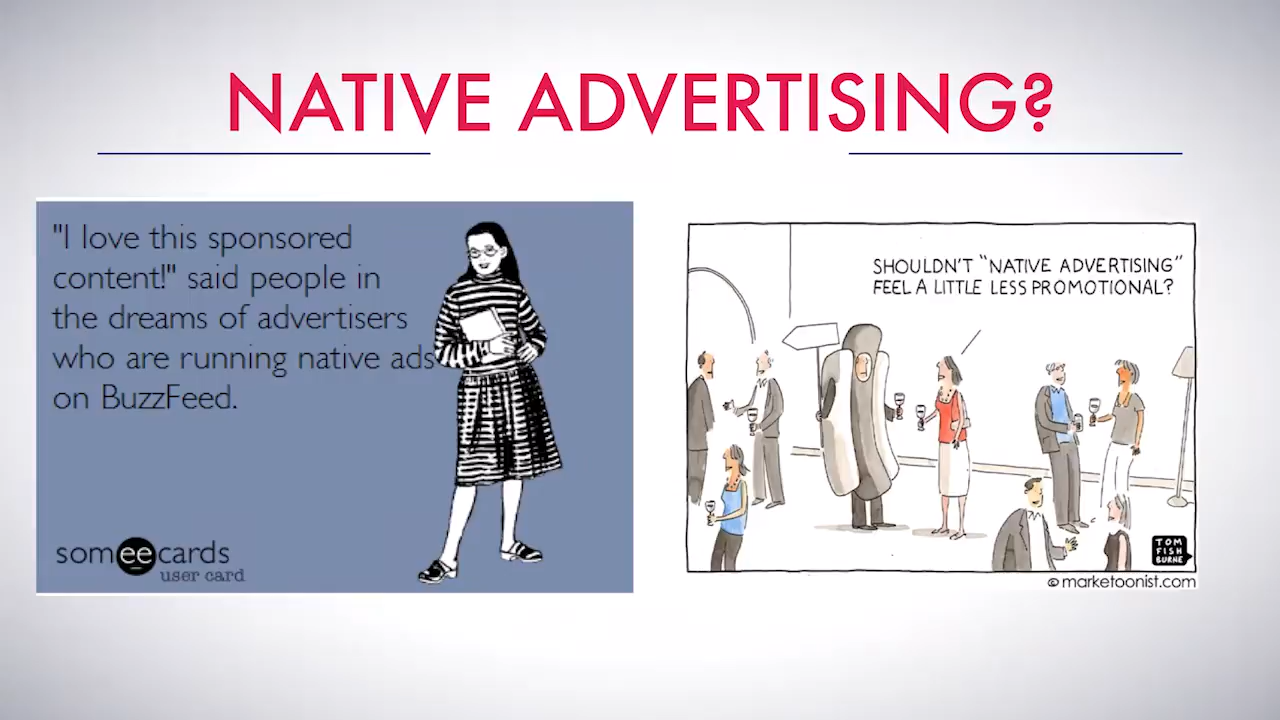 NATIVE ADVERTISING?
"I love this sponsored
content!" said people in
the dreams of advertisers
who are running native ads
on BuzzFeed.
someecards
user card
SHOULDN'T "NATIVE ADVERTISING"
FEEL A LITTLE LESS PROMOTIONAL?
TOM
FISH
BURNE
© marketoonist.com